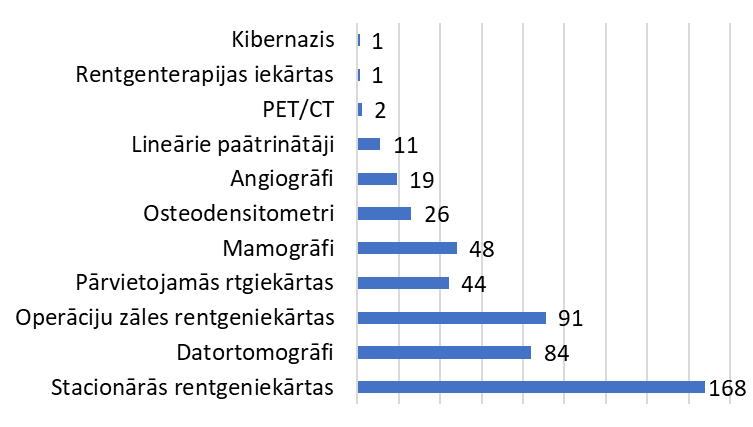 Kibernazis 1
Rentgenterapijas iekārtas 1
PET/CT 2
Lineārie paātrinātāji 11
Angiogrāfi 19
Osteodensitometri 26
Mamogrāfi 48
Pārvietojamās rtgiekārtas 44
Operāciju zāles rentgeniekārtas 91
Datortomogrāfi 84
Stacionārās rentgeniekārtas 168